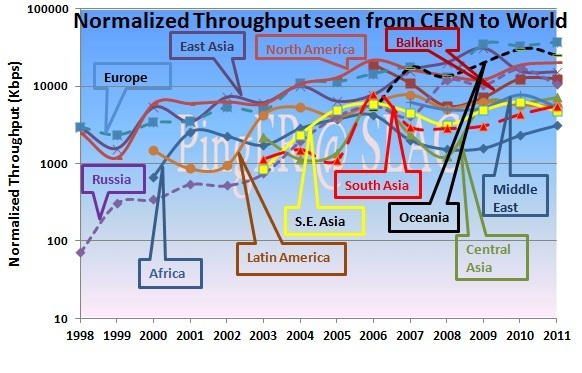 Normalized Throughput seen from CERN to World
Normalized Throughput (Kbps)
100000
10000
1000
100
10
East Asia
North America
Balkans
Europe
PingER @ SLAC
Russia
South Asia
Middle
East
S.E. Asia
Oceania
Central
Asia
Africa
Latin America
1998 1999 2000 2001 2002 2003 2004 2005 2006 2007 2008 2009 2010 2011